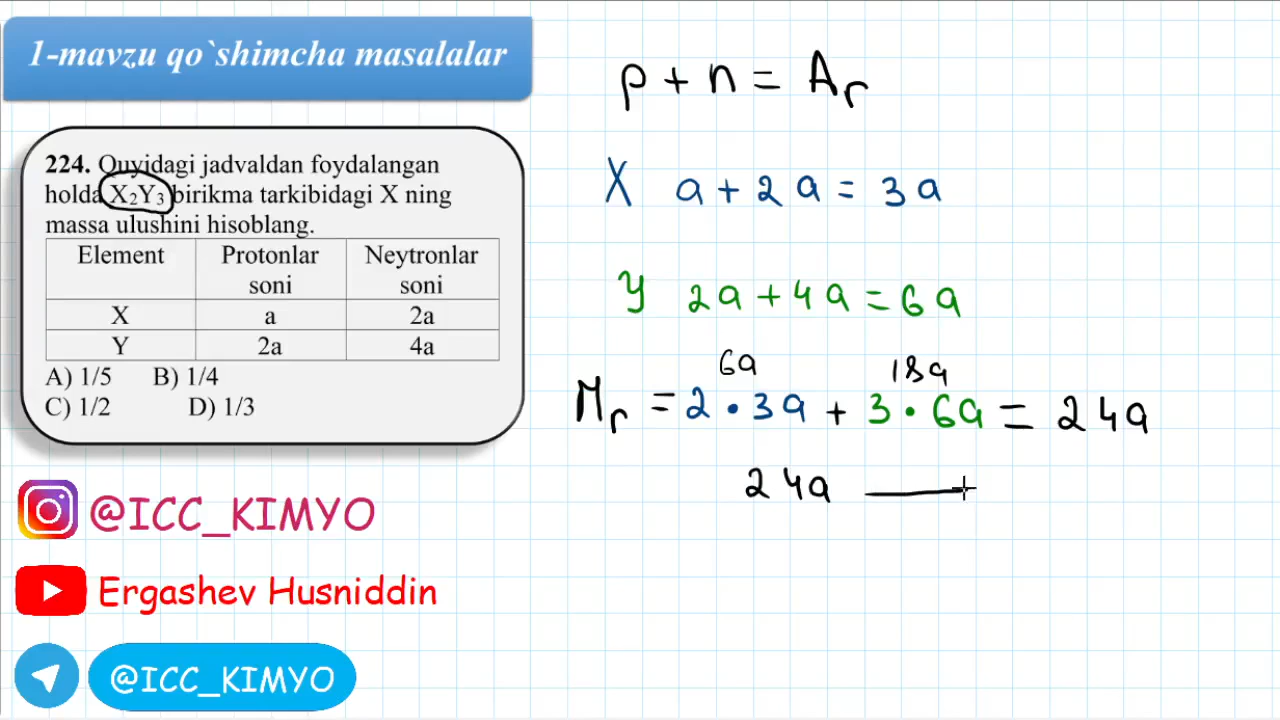 1-mavzu qo`shimcha masalalar
224. Quyidagi jadvaldan foydalangan
holda X₂Y₃ birikma tarkibidagi X ning
massa ulushini hisoblang.
Element Protonlar soni Neytronlar soni
X a 2a
Y 2a 4a
A) 1/5 B) 1/4
C) 1/2 D) 1/3
@ICC_KIMYO
Ergashev Husniddin
@ICC_KIMYO
p + n = Ar
X a + 2a = 3a
Y 2a + 4a = 6a
6a 18a
Mr = 2 · 3a + 3 · 6a = 24a
24a —